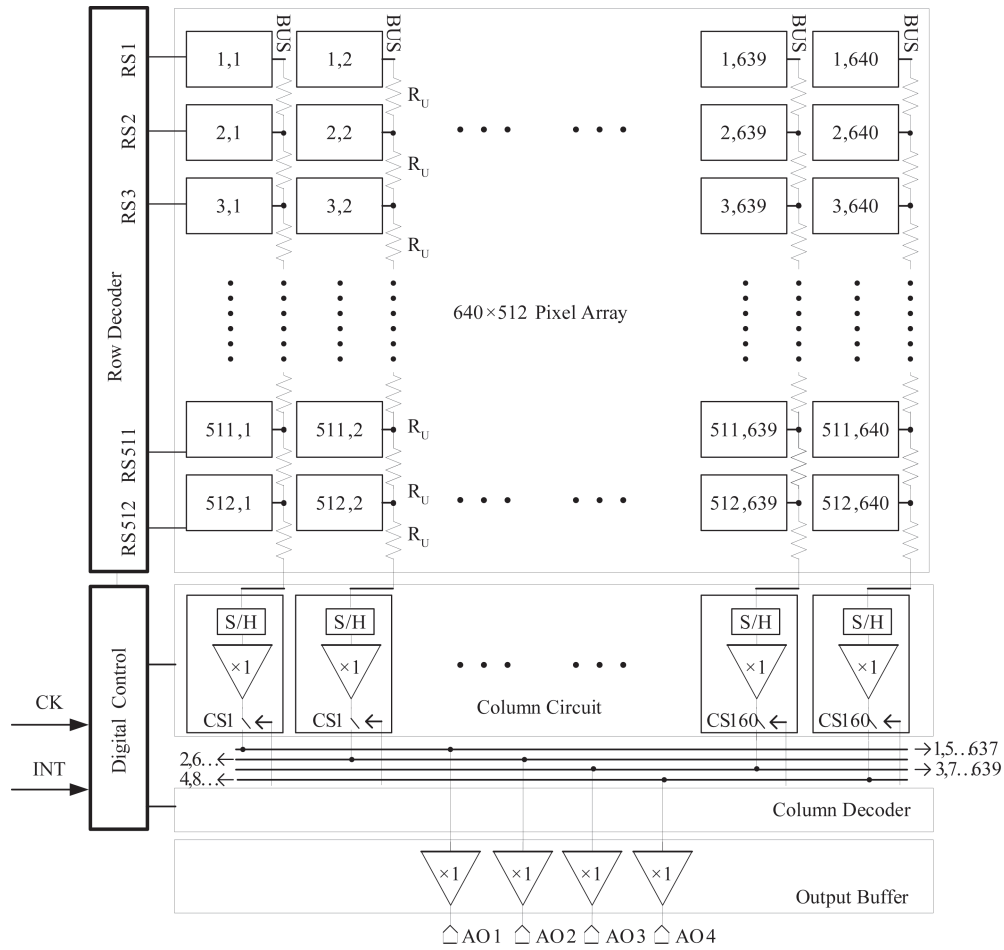 BUS BUS BUS BUS
RS1 1,1 1,2 1,639 1,640
R_U
RS2 2,1 2,2 2,639 2,640
R_U
RS3 3,1 3,2 3,639 3,640
R_U
Row Decoder
640×512 Pixel Array
RS511 511,1 511,2 R_U 511,639 511,640
RS512 512,1 512,2 R_U 512,639 512,640
R_U
Digital Control
S/H S/H S/H S/H
×1 ×1 ×1 ×1
CK
Column Circuit
CS1 CS1 CS160 CS160
INT
2,6... 1,5...637
4,8... 3,7...639
Column Decoder
×1 ×1 ×1 ×1
Output Buffer
AO1 AO2 AO3 AO4